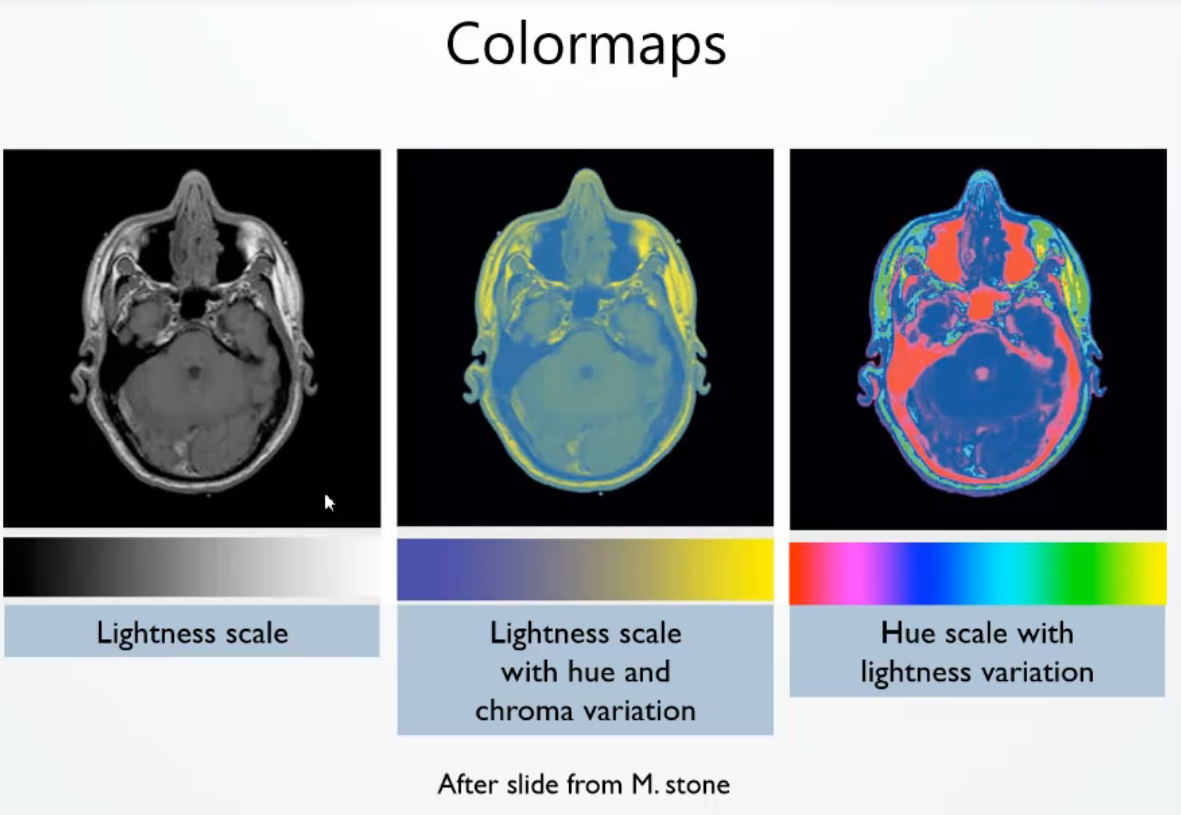 Colormaps
Lightness scale
Lightness scale
with hue and
chroma variation
Hue scale with
lightness variation
After slide from M. stone